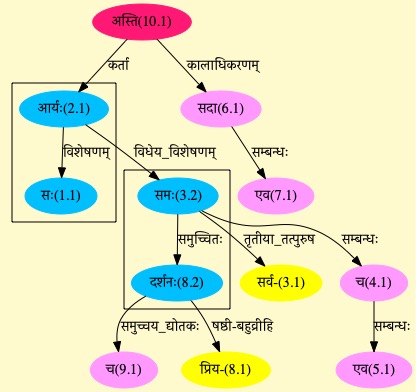 अस्ति(10.1)
कर्ता कालाधिकरणम्
आर्यः(2.1) सदा(6.1)
विशेषणम् विधेय_विशेषणम् सम्बन्धः
सः(1.1) समः(3.2) एव(7.1)
समुच्चितः तृतीया_तत्पुरुष सम्बन्धः
दर्शनः(8.2) सर्व-(3.1) च(4.1)
समुच्चय_द्योतकः षष्ठी-बहुव्रीहि सम्बन्धः
च(9.1) प्रिय-(8.1) एव(5.1)